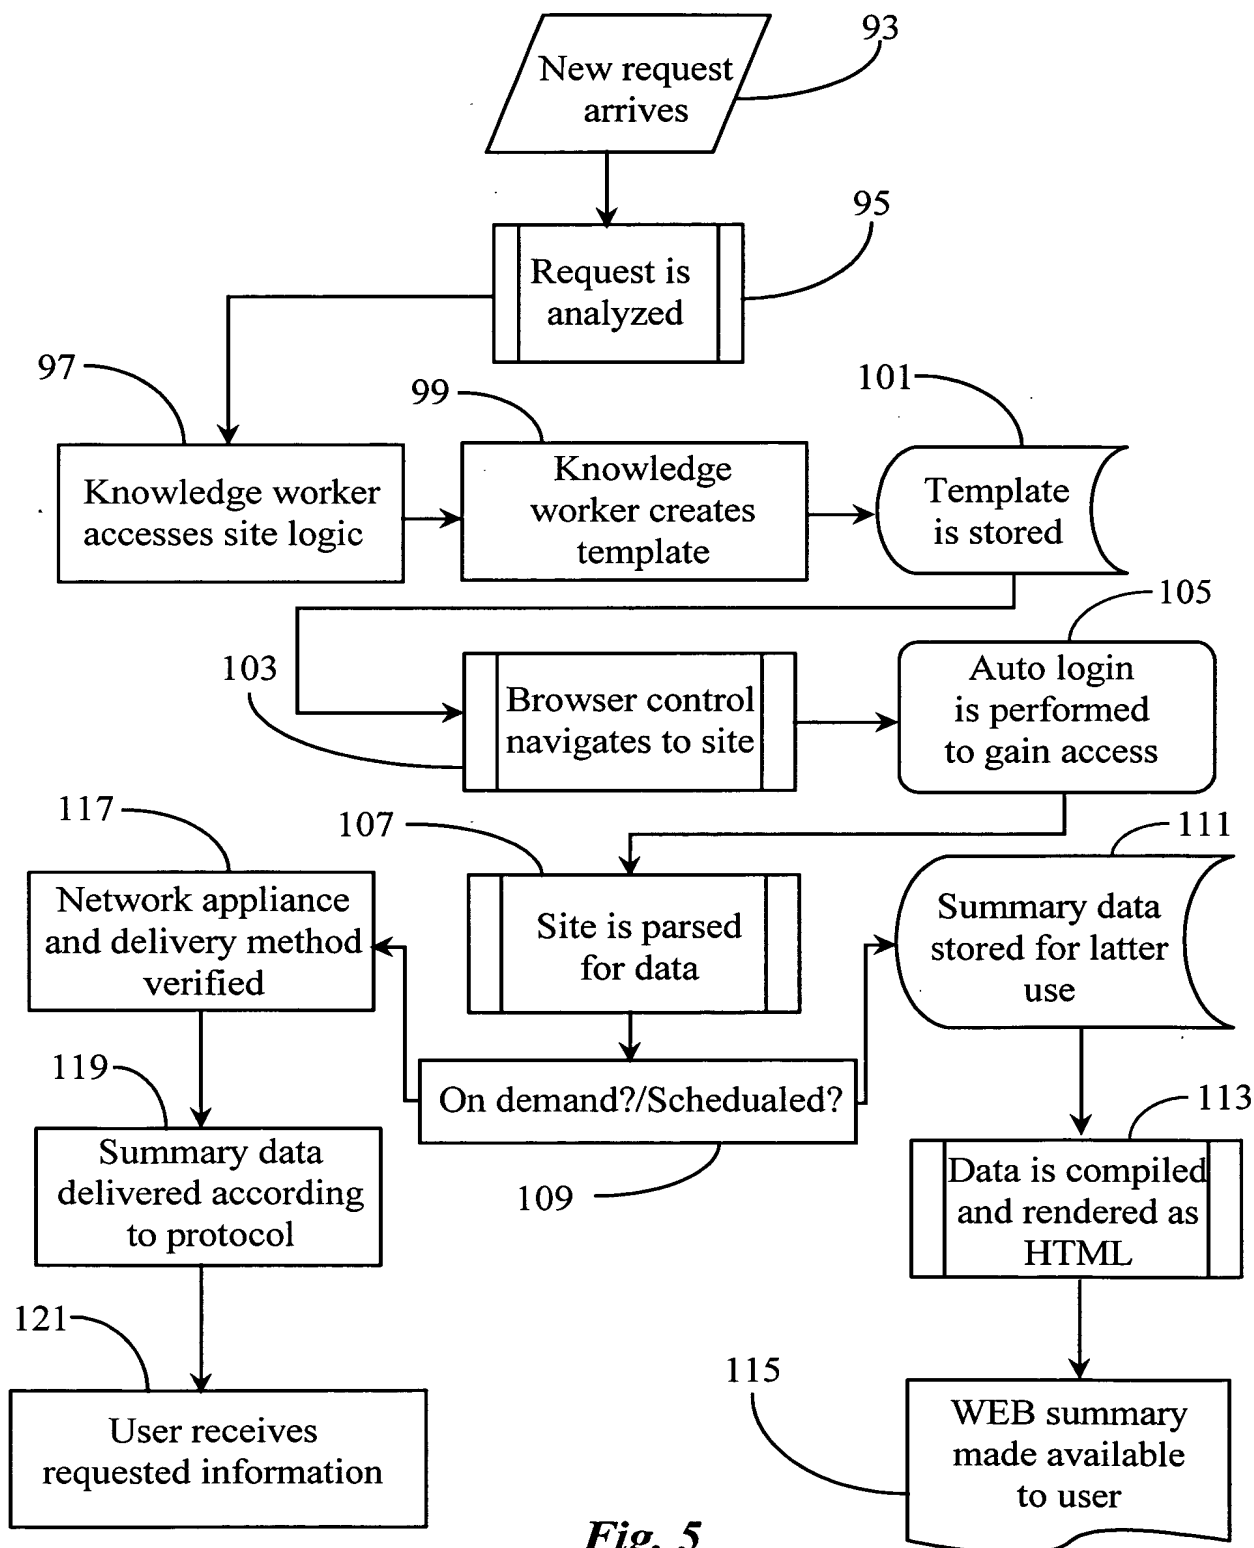 93
New request
arrives
95
Request is
analyzed
97
Knowledge worker
accesses site logic
99
Knowledge
worker creates
template
101
Template
is stored
103
Browser control
navigates to site
105
Auto login
is performed
to gain access
117
Network appliance
and delivery method
verified
107
Site is parsed
for data
111
Summary data
stored for latter
use
On demand?/Schedualed?
109
119
Summary data
delivered according
to protocol
113
Data is compiled
and rendered as
HTML
121
User receives
requested information
115
WEB summary
made available
to user
Fig. 5